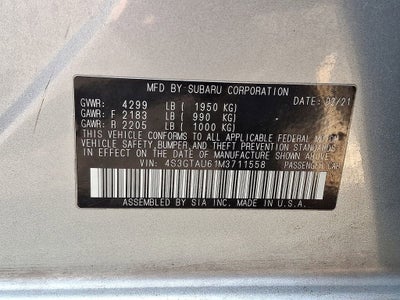 MFD BY SUBARU CORPORATION DATE: 03/21
GVWR: 4299 LB (1950 KG)
GAWR: F 2183 LB (990 KG)
GAWR: R 2205 LB (1000 KG)
THIS VEHICLE CONFORMS TO ALL APPLICABLE FEDERAL MOTOR
VEHICLE SAFETY, BUMPER, AND THEFT PREVENTION STANDARDS
IN EFFECT ON THE DATE OF MANUFACTURE SHOWN ABOVE.
VIN: 4S3GTAU61M3711558 PASSENGER CAR
ASSEMBLED BY SIA INC. MADE IN U.S.A.